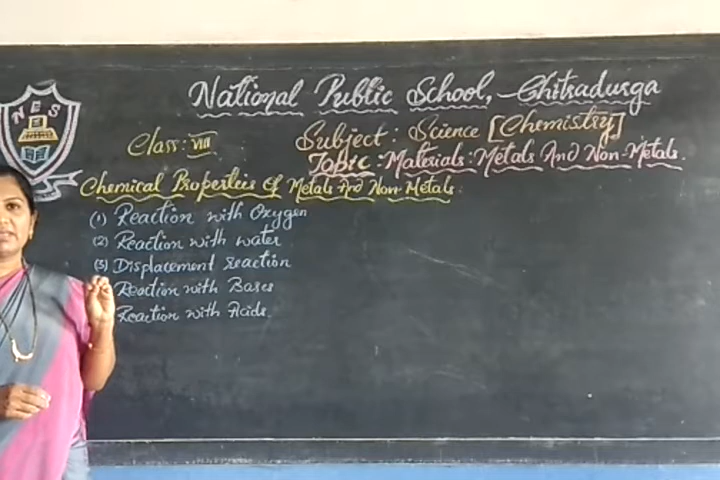 NES
National Public School, Chitradurga
Class: VIII
Subject: Science [Chemistry]
Topic: Materials: Metals And Non-Metals.
Chemical Properties Of Metals And Non-Metals:
(1) Reaction with Oxygen
(2) Reaction with water
(3) Displacement reaction
Reaction with Bases
Reaction with Acids.